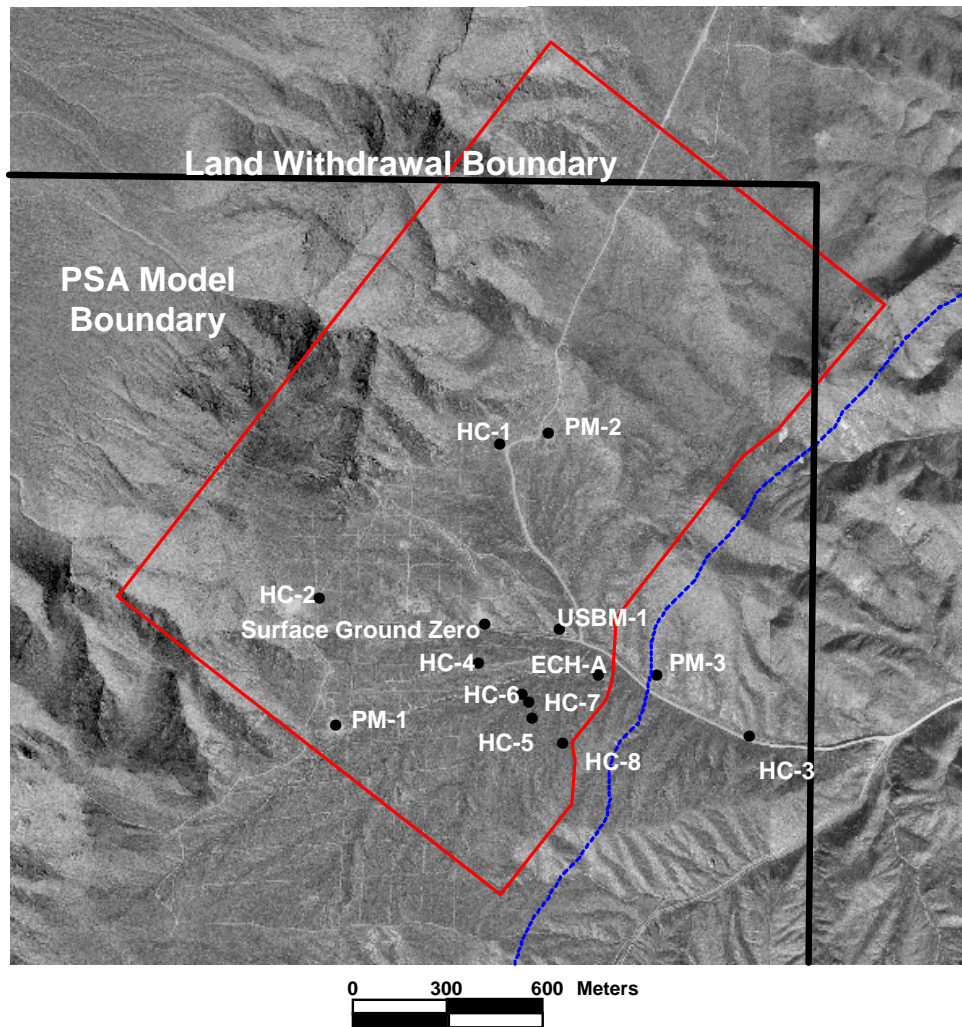 Land Withdrawal Boundary
PSA Model
Boundary
HC-1
PM-2
HC-2
Surface Ground Zero
USBM-1
HC-4
ECH-A
PM-3
HC-6
HC-7
PM-1
HC-5
HC-8
HC-3
0 300 600 Meters